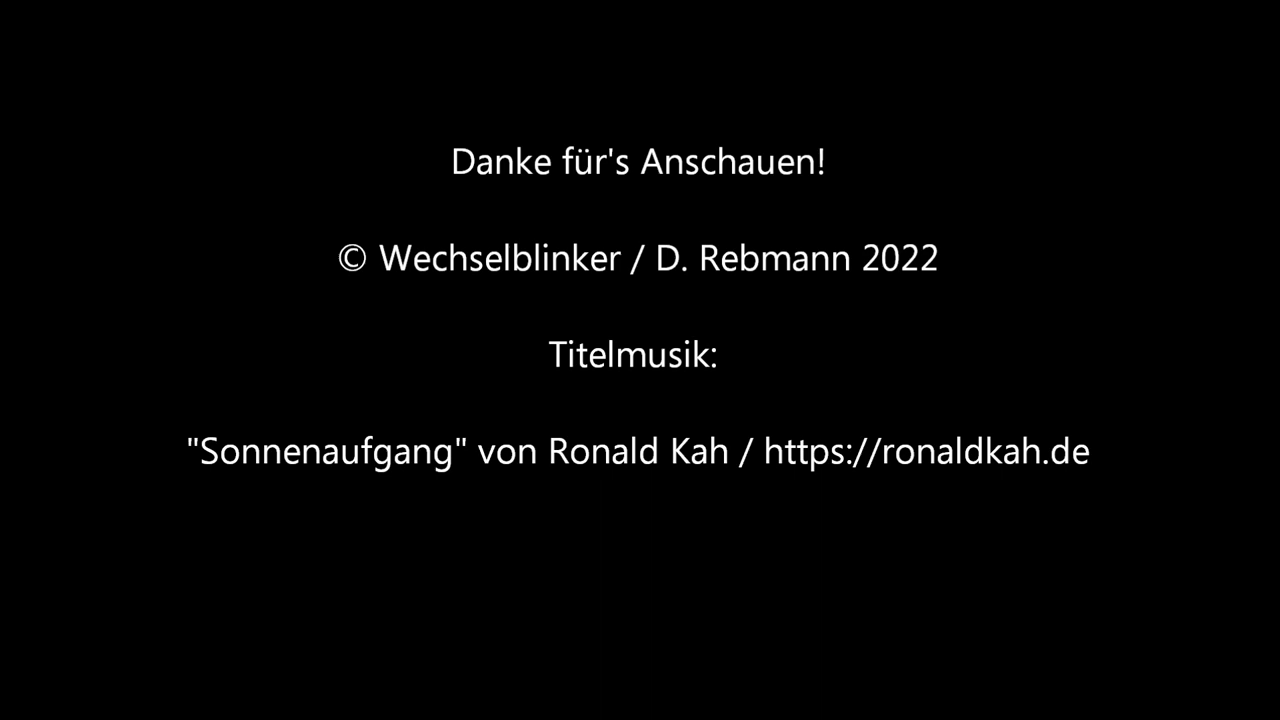 Danke für's Anschauen!
© Wechselblinker / D. Rebmann 2022
Titelmusik:
"Sonnenaufgang" von Ronald Kah / https://ronaldkah.de